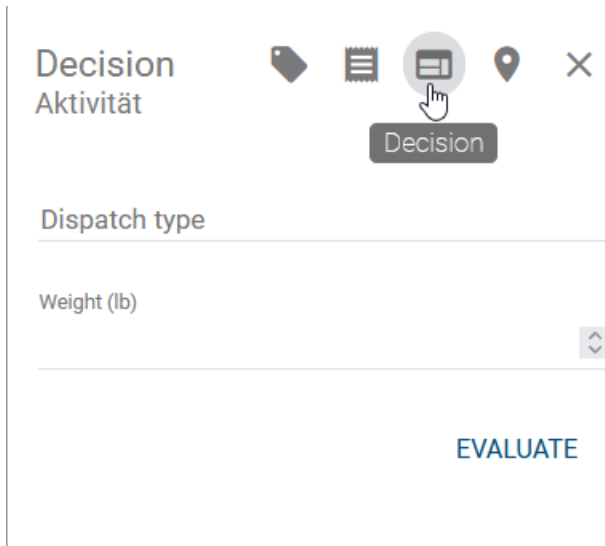 Decision
Aktivität
Decision
Dispatch type
Weight (lb)
EVALUATE